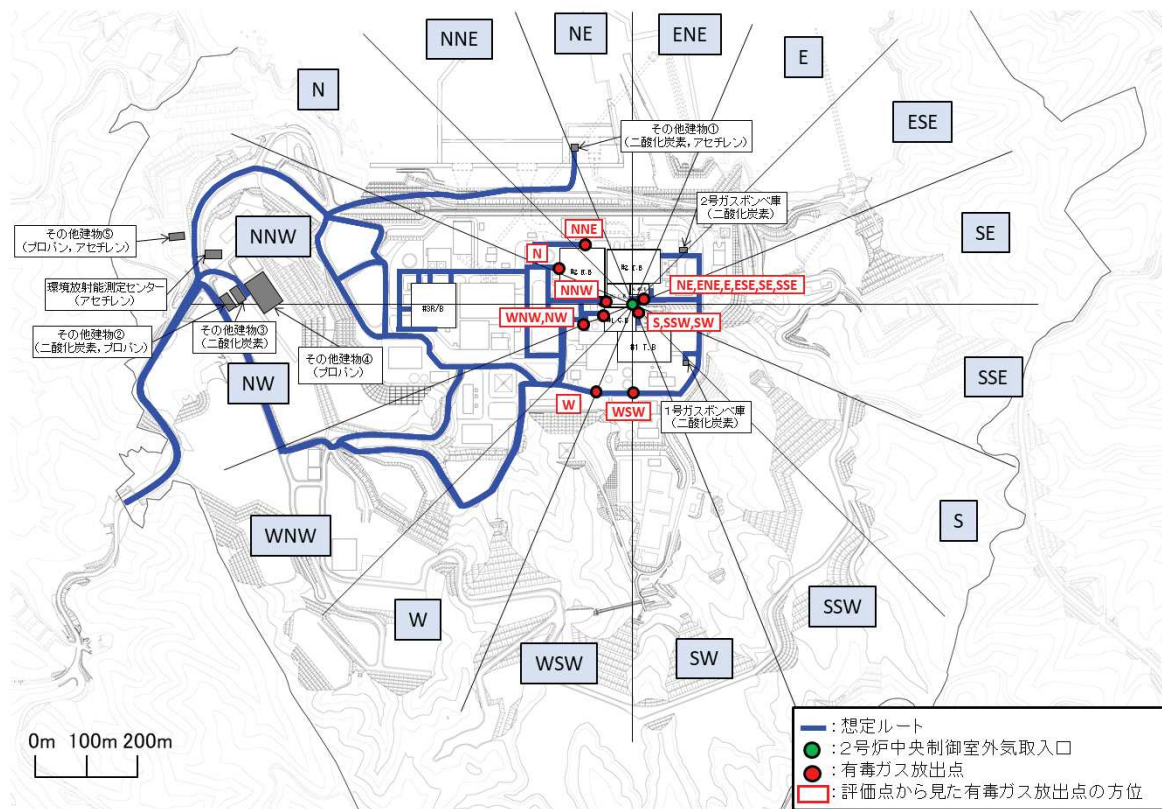 NNE
NE
ENE
E
N
ESE
その他建物①
(二酸化炭素,アセチレン)
2号ガスボンベ庫
(二酸化炭素)
SE
その他建物⑤
(プロパン,アセチレン)
NNW
NNE
N
#2 T.B
環境放射能測定センター
(アセチレン)
NNW
NE,ENE,E,ESE,SE,SSE
#3R/B
WNW,NW
S,SSW,SW
その他建物②
(二酸化炭素,プロパン)
その他建物③
(二酸化炭素)
その他建物④
(プロパン)
#1 T.B
SSE
NW
W
WSW
1号ガスボンベ庫
(二酸化炭素)
S
WNW
SSW
W
WSW
SW
0m 100m 200m
:想定ルート
:2号炉中央制御室外気取入口
:有毒ガス放出点
:評価点から見た有毒ガス放出点の方位